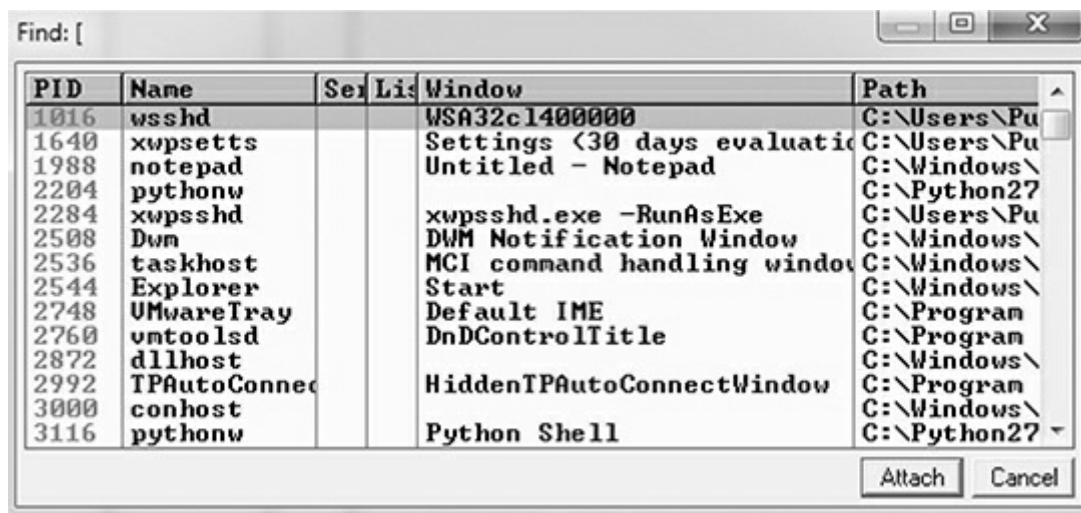 Find: [
PID Name Ser Lis Window Path
1016 wsshd WSA32cl400000 C:\Users\Pu
1640 xwpsetts Settings (30 days evaluatio C:\Users\Pu
1988 notepad Untitled - Notepad C:\Windows\
2204 pythonw C:\Python27
2284 xwpsshd xwpsshd.exe -RunAsExe C:\Users\Pu
2508 Dwm DWM Notification Window C:\Windows\
2536 taskhost MCI command handling window C:\Windows\
2544 Explorer Start C:\Windows\
2748 VMwareTray Default IME C:\Program
2760 vmtoolsd DnDControlTitle C:\Program
2872 dllhost C:\Windows\
2992 TPAutoConnec HiddenTPAutoConnectWindow C:\Program
3000 conhost C:\Windows\
3116 pythonw Python Shell C:\Python27
Attach Cancel